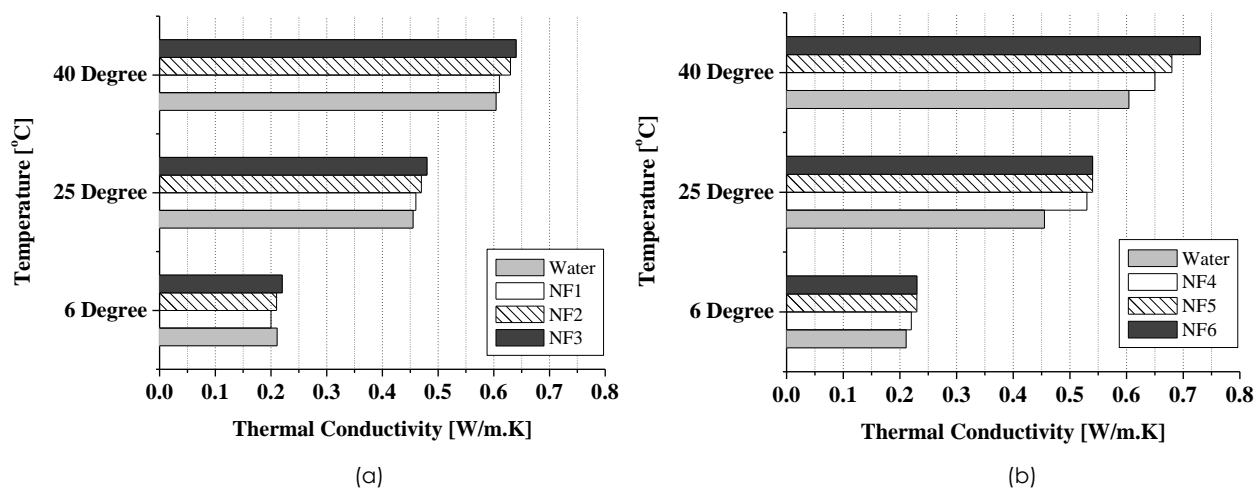 40 Degree
25 Degree
6 Degree
Temperature [°C]
Water
NF1
NF2
NF3
0.0 0.1 0.2 0.3 0.4 0.5 0.6 0.7 0.8
Thermal Conductivity [W/m.K]
(a)
40 Degree
25 Degree
6 Degree
Temperature [°C]
Water
NF4
NF5
NF6
0.0 0.1 0.2 0.3 0.4 0.5 0.6 0.7 0.8
Thermal Conductivity [W/m.K]
(b)